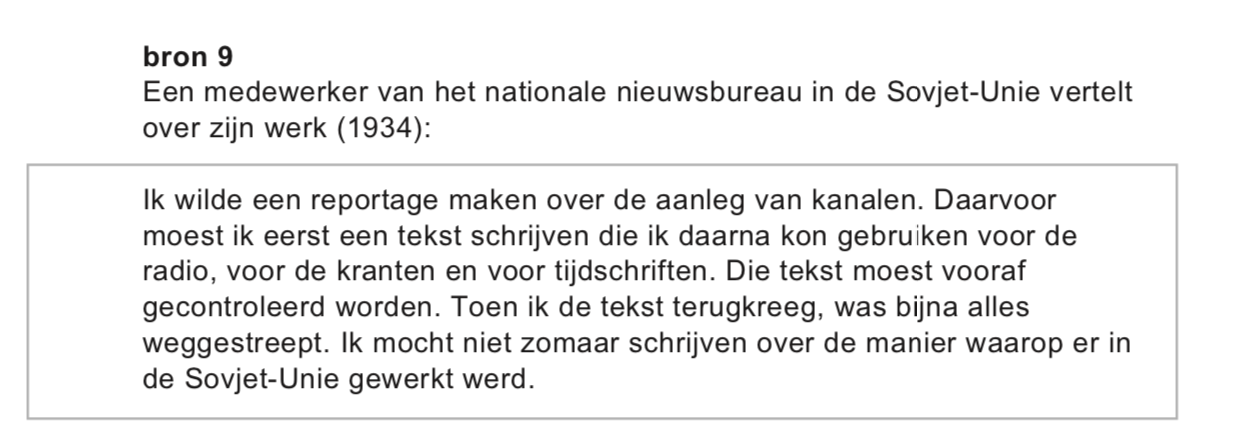 bron 9
Een medewerker van het nationale nieuwsbureau in de Sovjet-Unie vertelt
over zijn werk (1934):
Ik wilde een reportage maken over de aanleg van kanalen. Daarvoor
moest ik eerst een tekst schrijven die ik daarna kon gebruiken voor de
radio, voor de kranten en voor tijdschriften. Die tekst moest vooraf
gecontroleerd worden. Toen ik de tekst terugkreeg, was bijna alles
weggestreept. Ik mocht niet zomaar schrijven over de manier waarop er in
de Sovjet-Unie gewerkt werd.